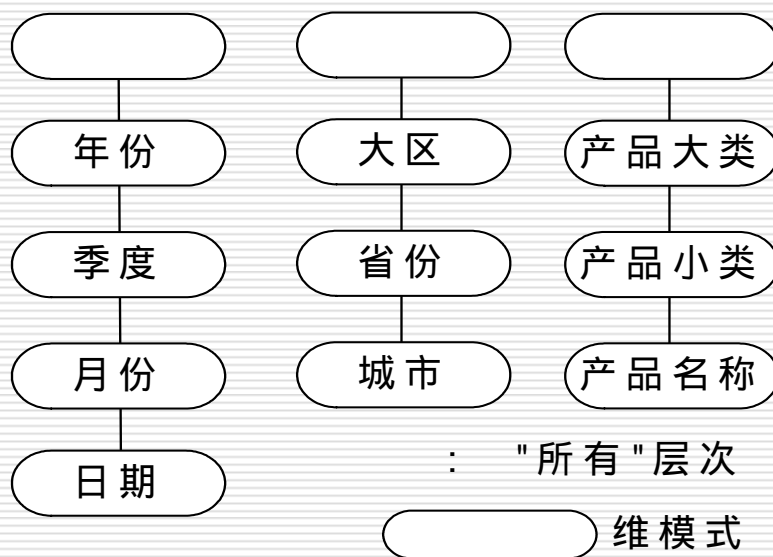 年份 大区 产品大类
季度 省份 产品小类
月份 城市 产品名称
日期
: "所有"层次
维模式